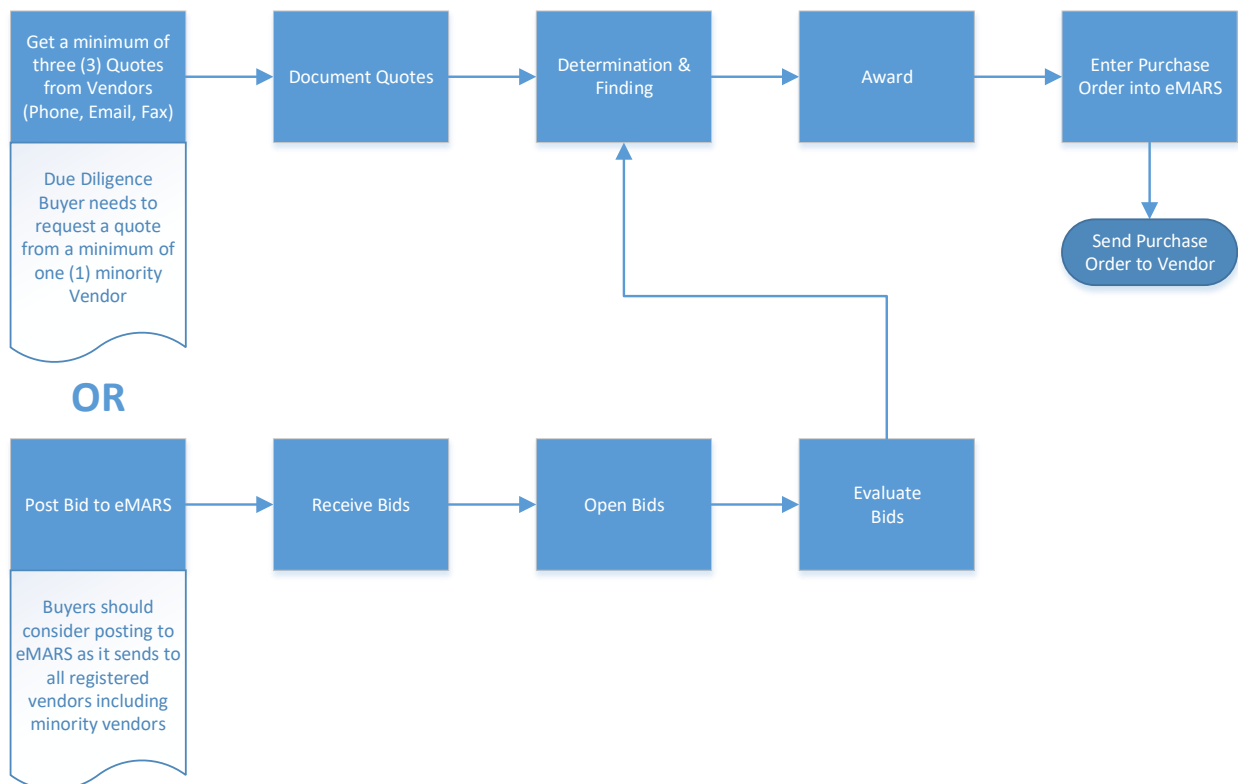 Get a minimum of
three (3) Quotes
from Vendors
(Phone, Email, Fax)
Document Quotes
Determination &
Finding
Award
Enter Purchase
Order into eMARS
Due Diligence
Buyer needs to
request a quote
from a minimum of
one (1) minority
Vendor
Send Purchase
Order to Vendor
OR
Post Bid to eMARS
Receive Bids
Open Bids
Evaluate
Bids
Buyers should
consider posting to
eMARS as it sends to
all registered
vendors including
minority vendors